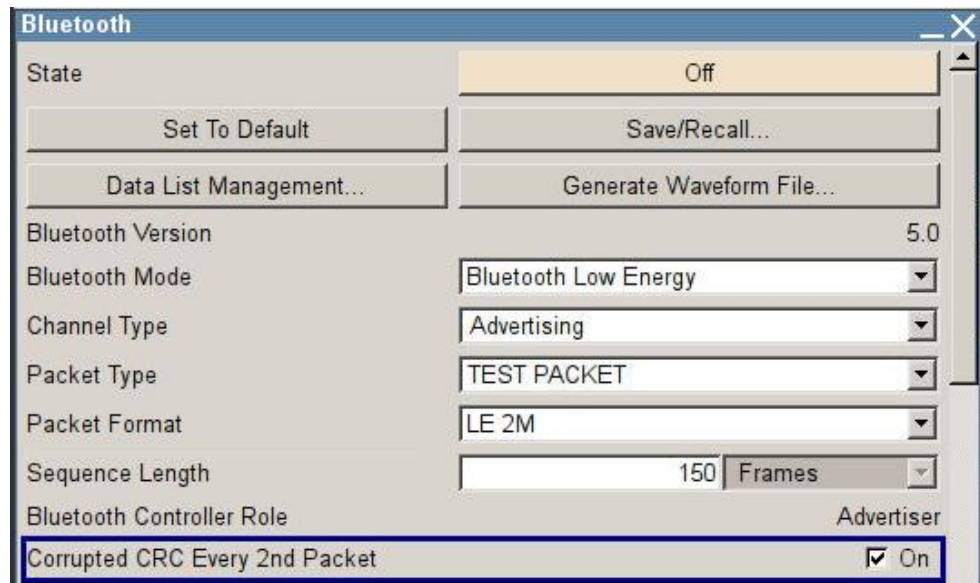 Bluetooth
State Off
Set To Default Save/Recall...
Data List Management... Generate Waveform File...
Bluetooth Version 5.0
Bluetooth Mode Bluetooth Low Energy
Channel Type Advertising
Packet Type TEST PACKET
Packet Format LE 2M
Sequence Length 150 Frames
Bluetooth Controller Role Advertiser
Corrupted CRC Every 2nd Packet On